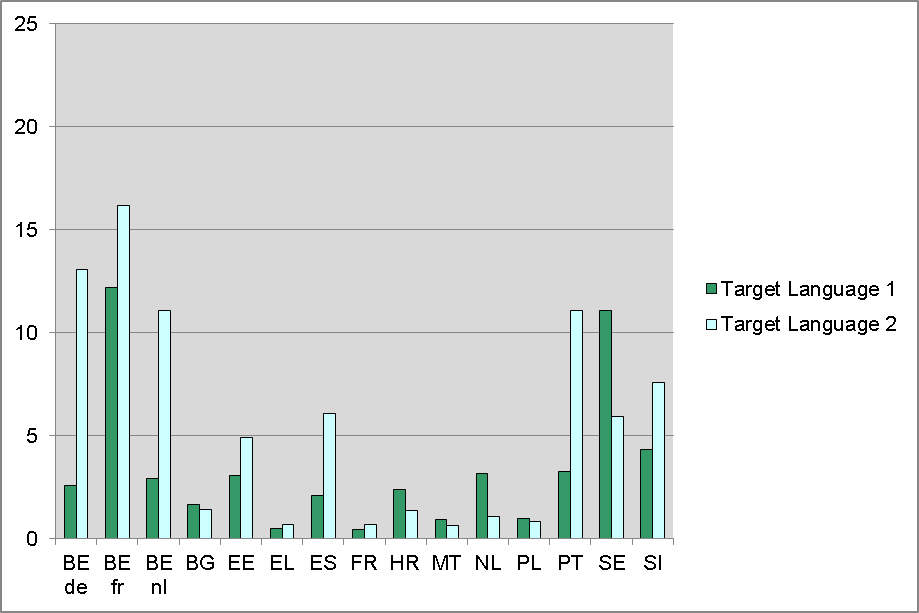 25
20
15
10
5
0
BE de
BE fr
BE nl
BG
EE
EL
ES
FR
HR
MT
NL
PL
PT
SE
SI
Target Language 1
Target Language 2